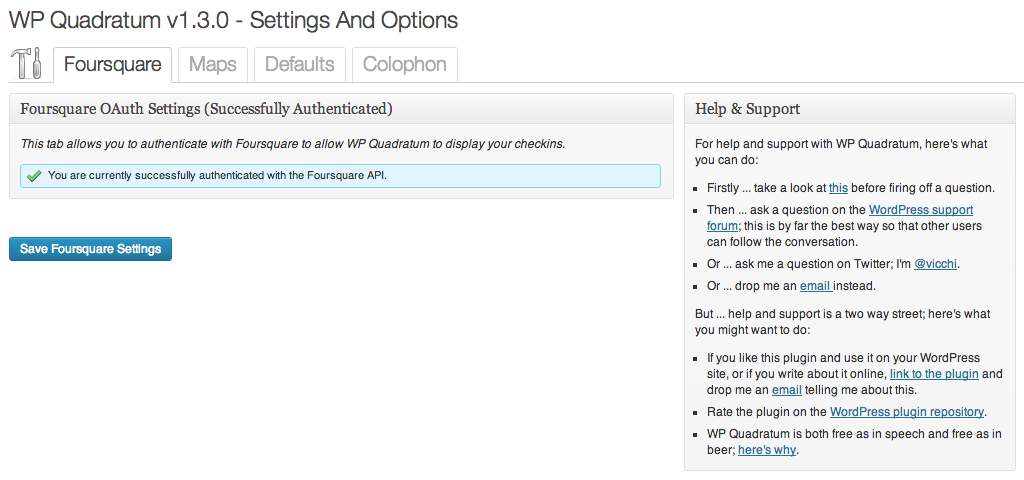 WP Quadratum v1.3.0 - Settings And Options
Foursquare
Maps
Defaults
Colophon
Foursquare OAuth Settings (Successfully Authenticated)
This tab allows you to authenticate with Foursquare to allow WP Quadratum to display your checkins.
You are currently successfully authenticated with the Foursquare API.
Save Foursquare Settings
Help & Support
For help and support with WP Quadratum, here's what
you can do:
Firstly ... take a look at this before firing off a question.
Then ... ask a question on the WordPress support
forum; this is by far the best way so that other users
can follow the conversation.
Or ... ask me a question on Twitter; I'm @vicchi.
Or ... drop me an email instead.
But ... help and support is a two way street; here's what
you might want to do:
If you like this plugin and use it on your WordPress
site, or if you write about it online, link to the plugin and
drop me an email telling me about this.
Rate the plugin on the WordPress plugin repository.
WP Quadratum is both free as in speech and free as in
beer; here's why.